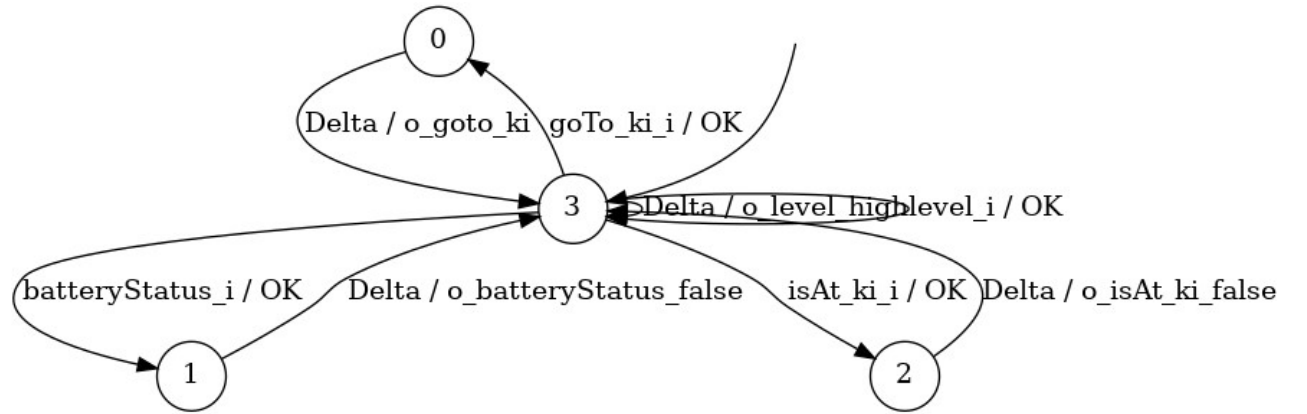 0
Delta / o_goto_ki
goTo_ki_i / OK
3
Delta / o_level_high
level_i / OK
batteryStatus_i / OK
Delta / o_batteryStatus_false
isAt_ki_i / OK
Delta / o_isAt_ki_false
1
2